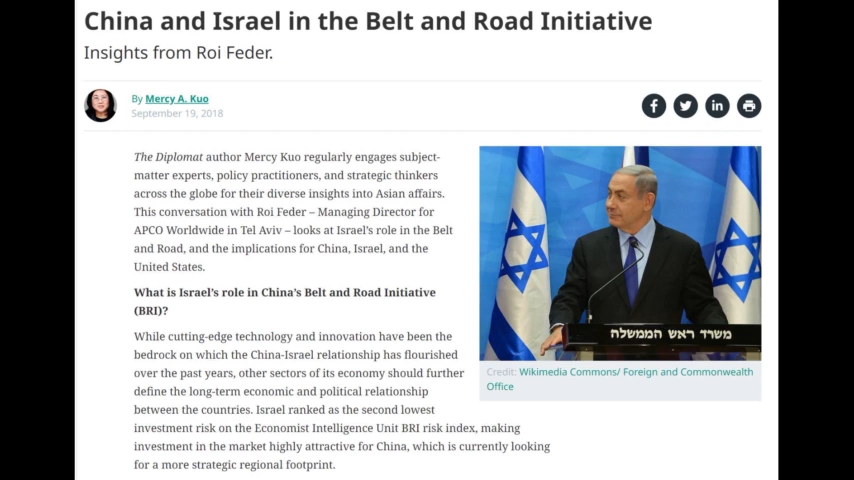 China and Israel in the Belt and Road Initiative
Insights from Roi Feder.
By Mercy A. Kuo
September 19, 2018
The Diplomat author Mercy Kuo regularly engages subject-
matter experts, policy practitioners, and strategic thinkers
across the globe for their diverse insights into Asian affairs.
This conversation with Roi Feder – Managing Director for
APCO Worldwide in Tel Aviv – looks at Israel’s role in the Belt
and Road, and the implications for China, Israel, and the
United States.
What is Israel’s role in China’s Belt and Road Initiative
(BRI)?
While cutting-edge technology and innovation have been the
bedrock on which the China-Israel relationship has flourished
over the past years, other sectors of its economy should further
define the long-term economic and political relationship
between the countries. Israel ranked as the second lowest
investment risk on the Economist Intelligence Unit BRI risk index, making
investment in the market highly attractive for China, which is currently looking
for a more strategic regional footprint.
משרד ראש הממשלה
Credit: Wikimedia Commons/ Foreign and Commonwealth
Office